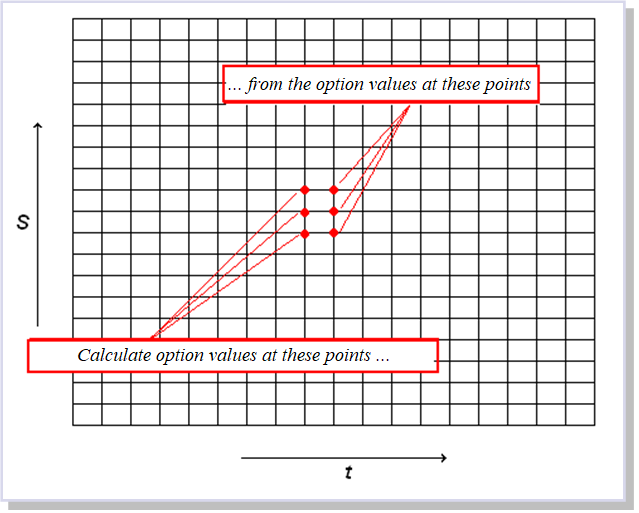 ... from the option values at these points
S
Calculate option values at these points ...
t